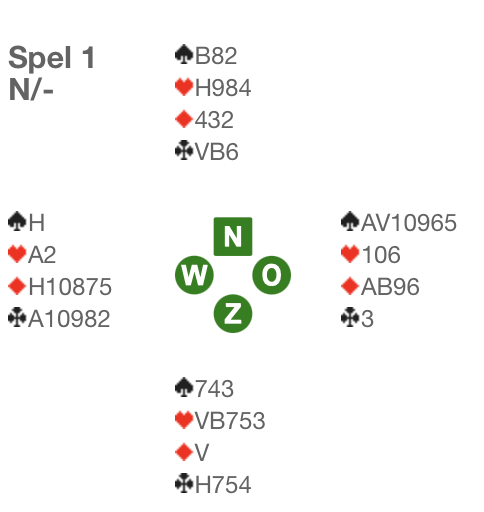 Spel 1
N/-
♠B82
♥H984
♦432
♣VB6
♠H
♥A2
♦H10875
♣A10982
N
W O
Z
♠AV10965
♥106
♦AB96
♣3
♠743
♥VB753
♦V
♣H754